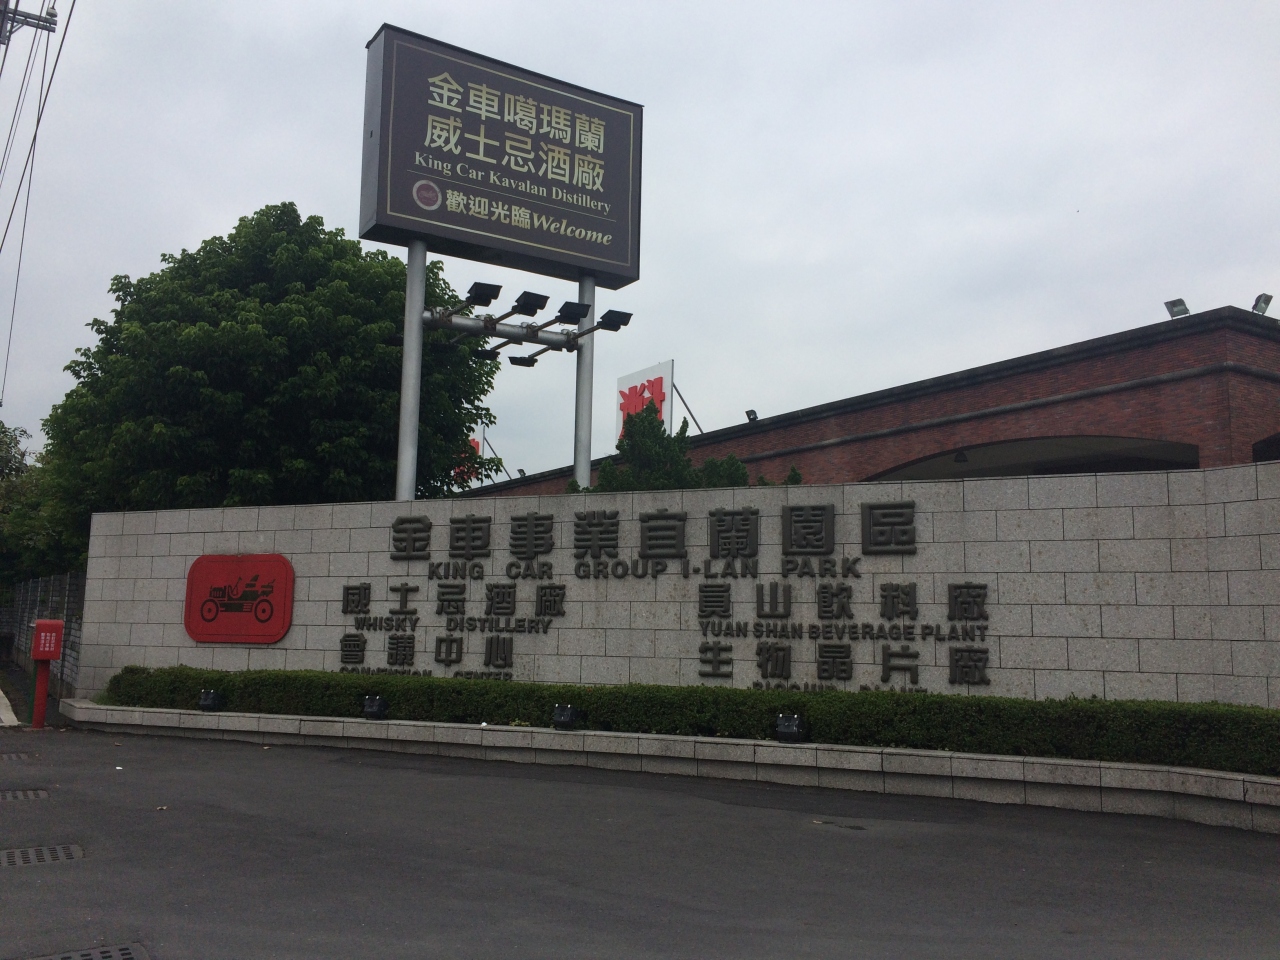 金車噶瑪蘭
威士忌酒廠
King Car Kavalan Distillery
歡迎光臨Welcome
料
金車事業宜蘭園區
KING CAR GROUP I-LAN PARK
威士忌酒廠
WHISKY DISTILLERY
會議中心
CENTER
員山飲料廠
YUAN SHAN BEVERAGE PLANT
生物晶片廠